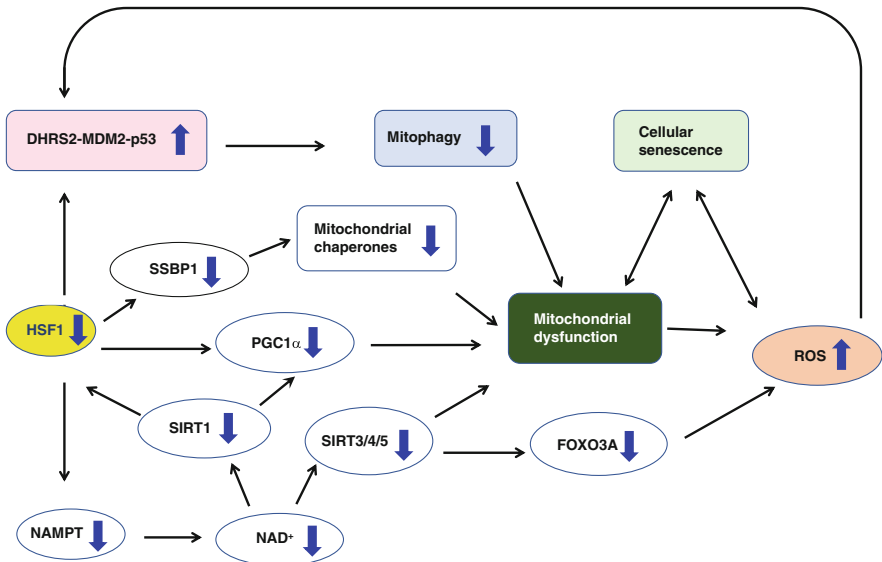 DHRS2-MDM2-p53
Mitophagy
Cellular
senescence
Mitochondrial
chaperones
SSBP1
HSF1
PGC1α
Mitochondrial
dysfunction
ROS
SIRT1
SIRT3/4/5
FOXO3A
NAMPT
NAD⁺